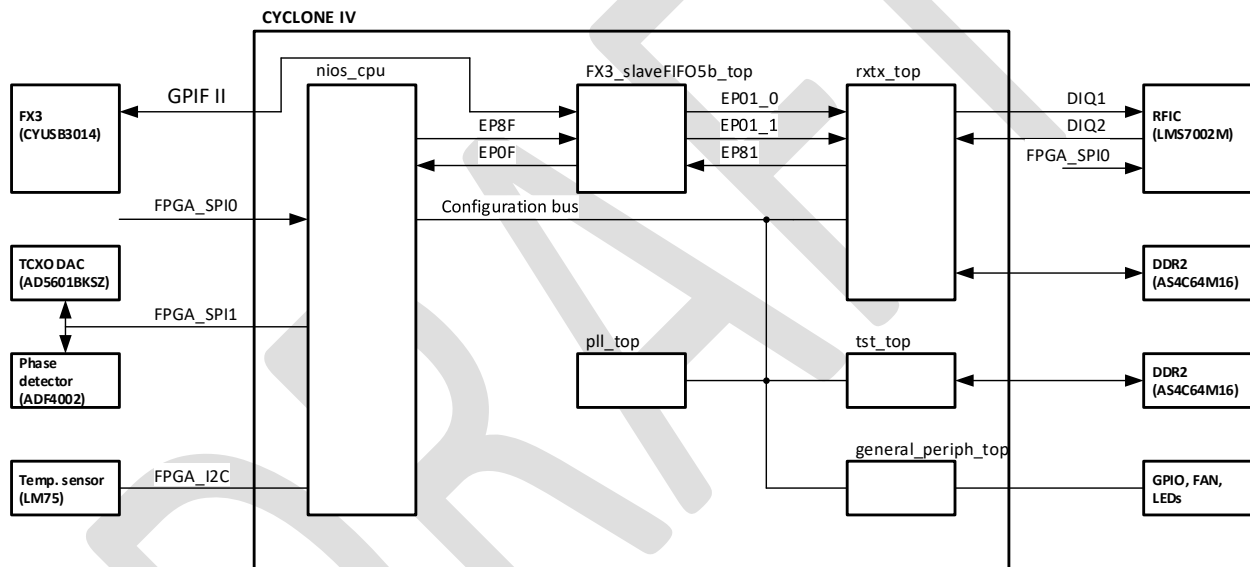 CYCLONE IV
nios_cpu
FX3_slaveFIFO5b_top
rxtx_top
FX3
(CYUSB3014)
GPIF II
EP01_0
DIQ1
RFIC
(LMS7002M)
EP8F
EP01_1
DIQ2
EP0F
EP81
FPGA_SPI0
FPGA_SPI0
Configuration bus
TCXO DAC
(AD5601BKSZ)
DDR2
(AS4C64M16)
FPGA_SPI1
pll_top
tst_top
Phase
detector
(ADF4002)
DDR2
(AS4C64M16)
general_periph_top
Temp. sensor
(LM75)
FPGA_I2C
GPIO, FAN,
LEDs
DRAFT